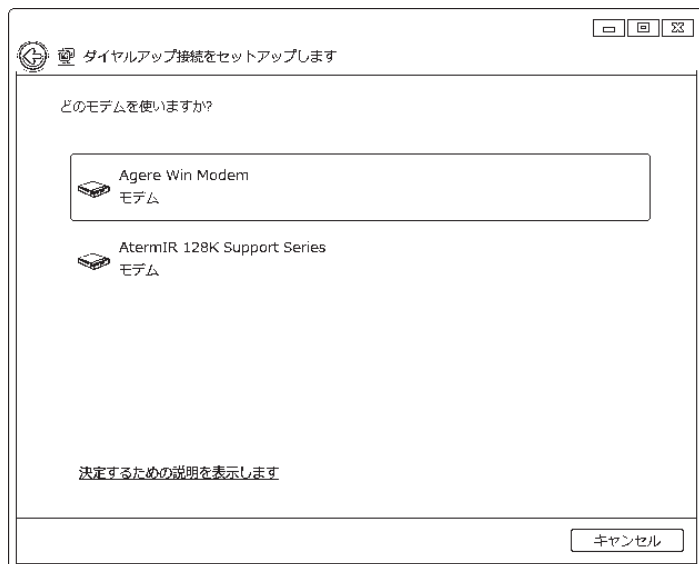 ダイヤルアップ接続をセットアップします
どのモデムを使いますか?
Agere Win Modem
モデム
AtermIR 128K Support Series
モデム
決定するための説明を表示します
キャンセル